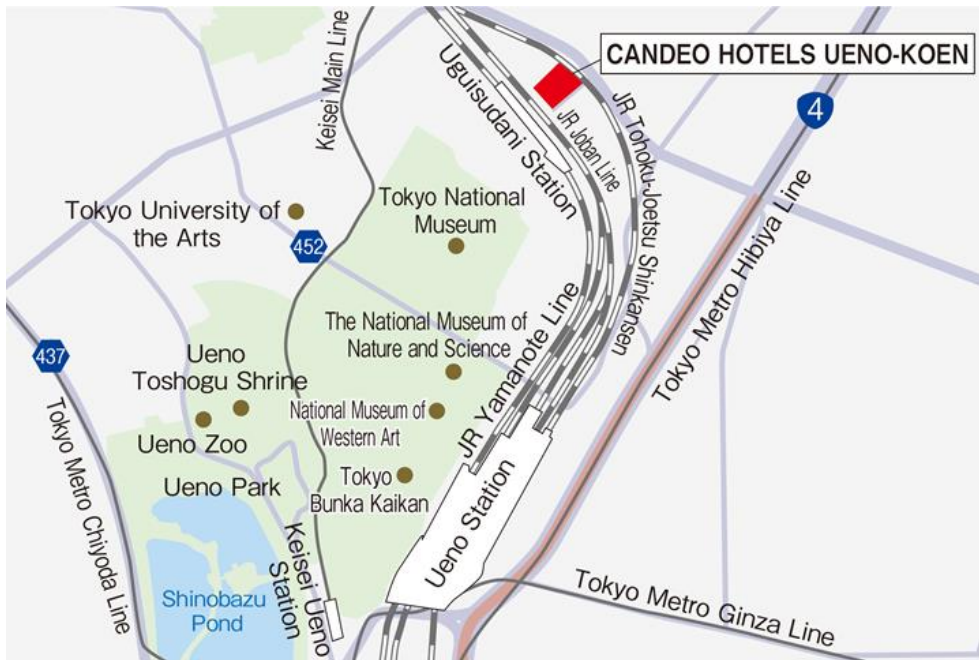 CANDEO HOTELS UENO-KOEN
Keisei Main Line
Uguisudani Station
JR Joban Line
JR Tohoku-Joetsu Shinkansen
4
Tokyo University of
the Arts
452
Tokyo National
Museum
Tokyo Metro Hibiya Line
The National Museum of
Nature and Science
JR Yamanote Line
437
Ueno
Toshogu Shrine
National Museum of
Western Art
Ueno Zoo
Ueno Park
Tokyo
Bunka Kaikan
Ueno Station
Tokyo Metro Chiyoda Line
Keisei Ueno
Station
Shinobazu
Pond
Tokyo Metro Ginza Line